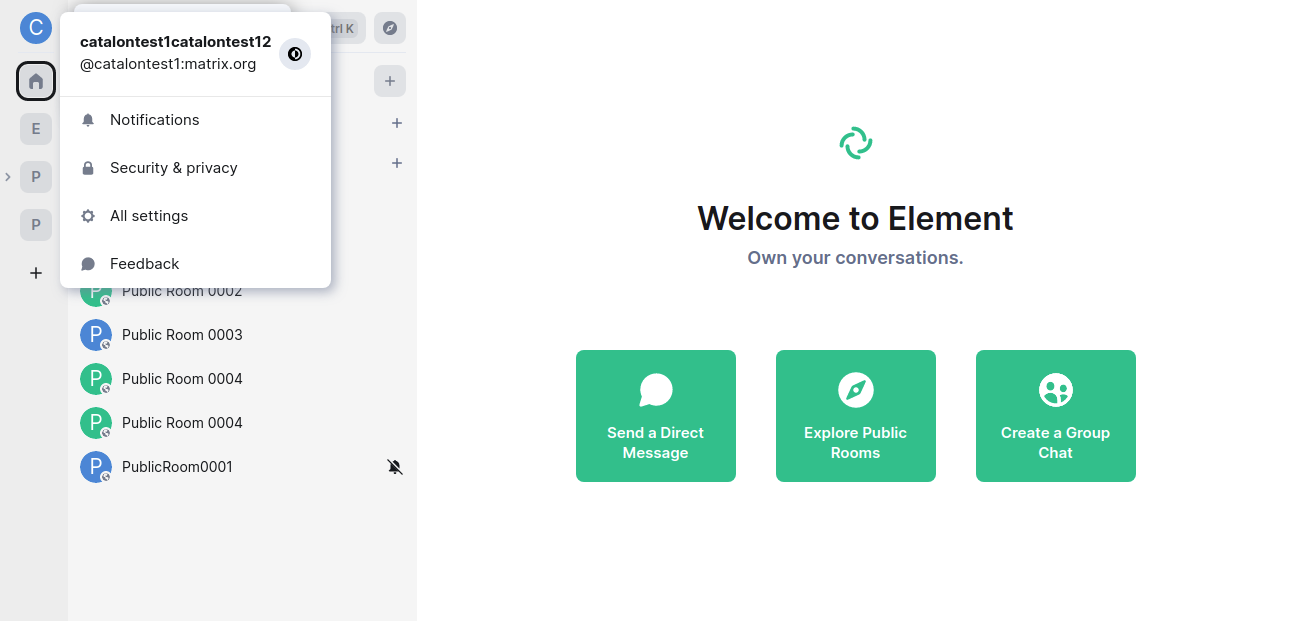 C
catalontest1catalontest12
@catalontest1:matrix.org
trl K
E
P
P
Notifications
Security & privacy
All settings
Feedback
P Public Room 0002
P Public Room 0003
P Public Room 0004
P Public Room 0004
P PublicRoom0001
Welcome to Element
Own your conversations.
Send a Direct
Message
Explore Public
Rooms
Create a Group
Chat